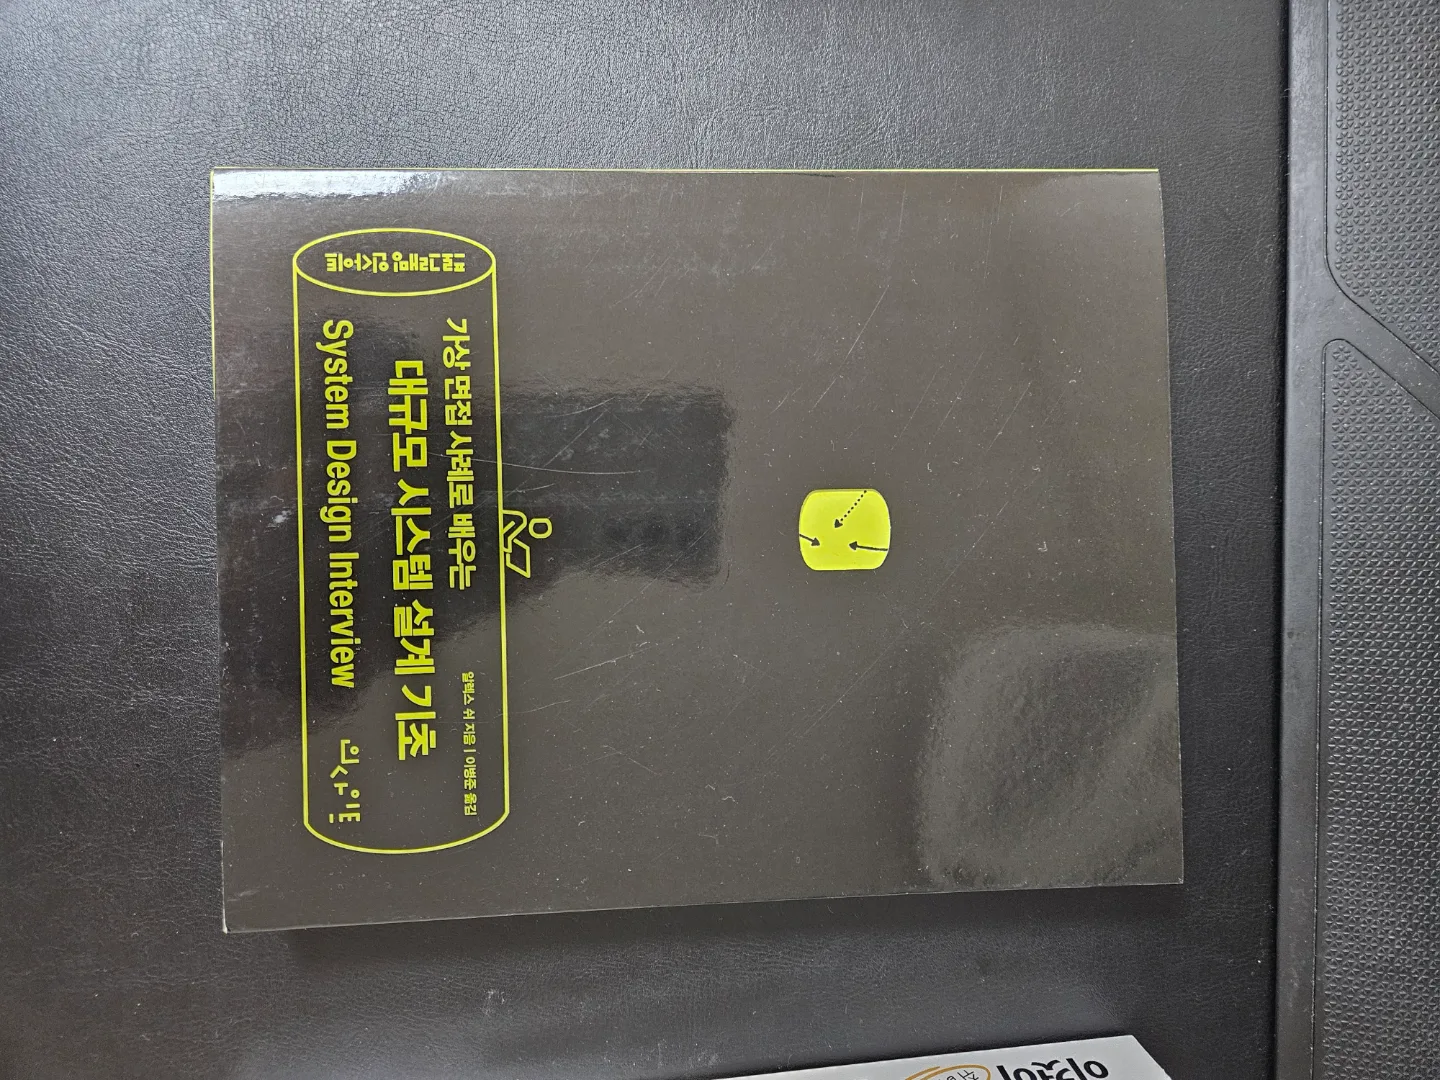 프로그래밍인사이트
가상 면접 사례로 배우는
대규모 시스템 설계 기초
System Design Interview
알렉스 쉬 지음 | 이병준 옮김
인사이트